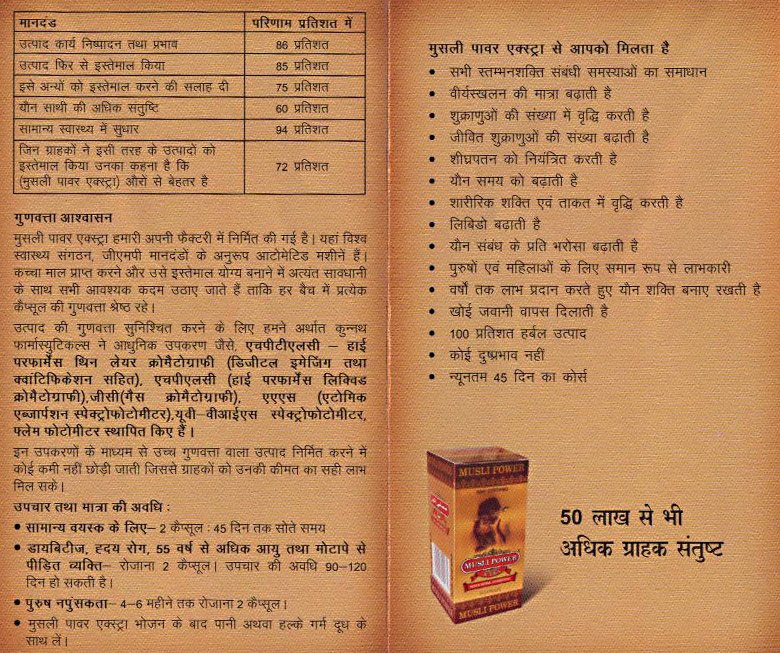 मानदंड परिणाम प्रतिशत में
उत्पाद कार्य निष्पादन तथा प्रभाव 86 प्रतिशत
उत्पाद फिर से इस्तेमाल किया 85 प्रतिशत
इसे अन्यों को इस्तेमाल करने की सलाह दी 75 प्रतिशत
यौन साथी की अधिक संतुष्टि 60 प्रतिशत
सामान्य स्वास्थ्य में सुधार 94 प्रतिशत
जिन ग्राहकों ने इसी तरह के उत्पादों को
इस्तेमाल किया उनका कहना है कि 72 प्रतिशत
(मुसली पावर एक्स्ट्रा) औरों से बेहतर है
गुणवत्ता आश्वासन
मुसली पावर एक्स्ट्रा हमारी अपनी फैक्टरी में निर्मित की गई है। यहां विश्व
स्वास्थ्य संगठन, जीएमपी मानदंडों के अनुरूप आटोमेटिड मशीनें हैं।
कच्चा माल प्राप्त करने और उसे इस्तेमाल योग्य बनाने में अत्यंत सावधानी
के साथ सभी आवश्यक कदम उठाए जाते हैं ताकि हर बैच में प्रत्येक
कैप्सूल की गुणवत्ता श्रेष्ठ रहे।
उत्पाद की गुणवत्ता सुनिश्चित करने के लिए हमने अर्थात कुन्नथ
फार्मास्युटिकल्स ने आधुनिक उपकरण जैसे, एचपीटीएलसी – हाई
परफार्मेंस थिन लेयर क्रोमैटोग्राफी (डिजीटल इमेजिंग तथा
क्वांटिफिकेशन सहित), एचपीएलसी (हाई परफार्मेंस लिक्विड
क्रोमैटोग्राफी),जीसी(गैस क्रोमैटोग्राफी), एएएस (एटोमिक
एब्जार्पशन स्पेक्ट्रोफोटोमीटर),यूवी–वीआईएस स्पेक्ट्रोफोटोमीटर,
फ्लेम फोटोमीटर स्थापित किए हैं।
इन उपकरणों के माध्यम से उच्च गुणवत्ता वाला उत्पाद निर्मित करने में
कोई कमी नहीं छोड़ी जाती जिससे ग्राहकों को उनकी कीमत का सही लाभ
मिल सके।
उपचार तथा मात्रा की अवधि :
• सामान्य वयस्क के लिए– 2 कैप्सूल : 45 दिन तक सोते समय
• डायबिटीज, हृदय रोग, 55 वर्ष से अधिक आयु तथा मोटापे से
पीड़ित व्यक्ति– रोजाना 2 कैप्सूल। उपचार की अवधि 90–120
दिन हो सकती है।
• पुरुष नपुंसकता– 4–6 महीने तक रोजाना 2 कैप्सूल।
• मुसली पावर एक्स्ट्रा भोजन के बाद पानी अथवा हल्के गर्म दूध के
साथ लें।
मुसली पावर एक्स्ट्रा से आपको मिलता है
• सभी स्तम्भनशक्ति संबंधी समस्याओं का समाधान
• वीर्यस्खलन की मात्रा बढ़ाती है
• शुक्राणुओं की संख्या में वृद्धि करती है
• जीवित शुक्राणुओं की संख्या बढ़ाती है
• शीघ्रपतन को नियंत्रित करती है
• यौन समय को बढ़ाती है
• शारीरिक शक्ति एवं ताकत में वृद्धि करती है
• लिबिडो बढ़ाती है
• यौन संबंध के प्रति भरोसा बढ़ाती है
• पुरुषों एवं महिलाओं के लिए समान रूप से लाभकारी
• वर्षों तक लाभ प्रदान करते हुए यौन शक्ति बनाए रखती है
• खोई जवानी वापस दिलाती है
• 100 प्रतिशत हर्बल उत्पाद
• कोई दुष्प्रभाव नहीं
• न्यूनतम 45 दिन का कोर्स
MUSLI POWER
MUSLI POWER
MUSLI POWER
50 लाख से भी
अधिक ग्राहक संतुष्ट